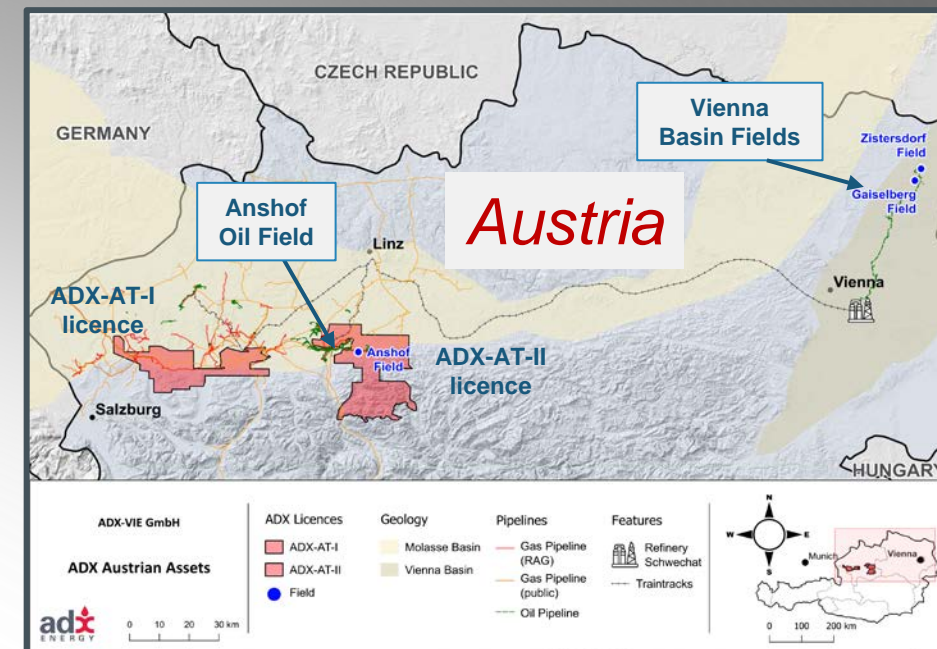 CZECH REPUBLIC
GERMANY
Vienna
Basin Fields
Zistersdorf
Field
Gaiselberg
Field
Anshof
Oil Field
Austria
Linz
Vienna
ADX-AT-I
licence
Anshof
Field
ADX-AT-II
licence
Salzburg
HUNGARY
ADX-VIE GmbH
ADX Austrian Assets
adx
ENERGY
0 10 20 30 km
ADX Licences
ADX-AT-I
ADX-AT-II
Field
Geology
Molasse Basin
Vienna Basin
Pipelines
Gas Pipeline
(RAG)
Gas Pipeline
(public)
Oil Pipeline
Features
Refinery
Schwechat
Traintracks
N
W E
S
Munich
Vienna
0 100 200 km